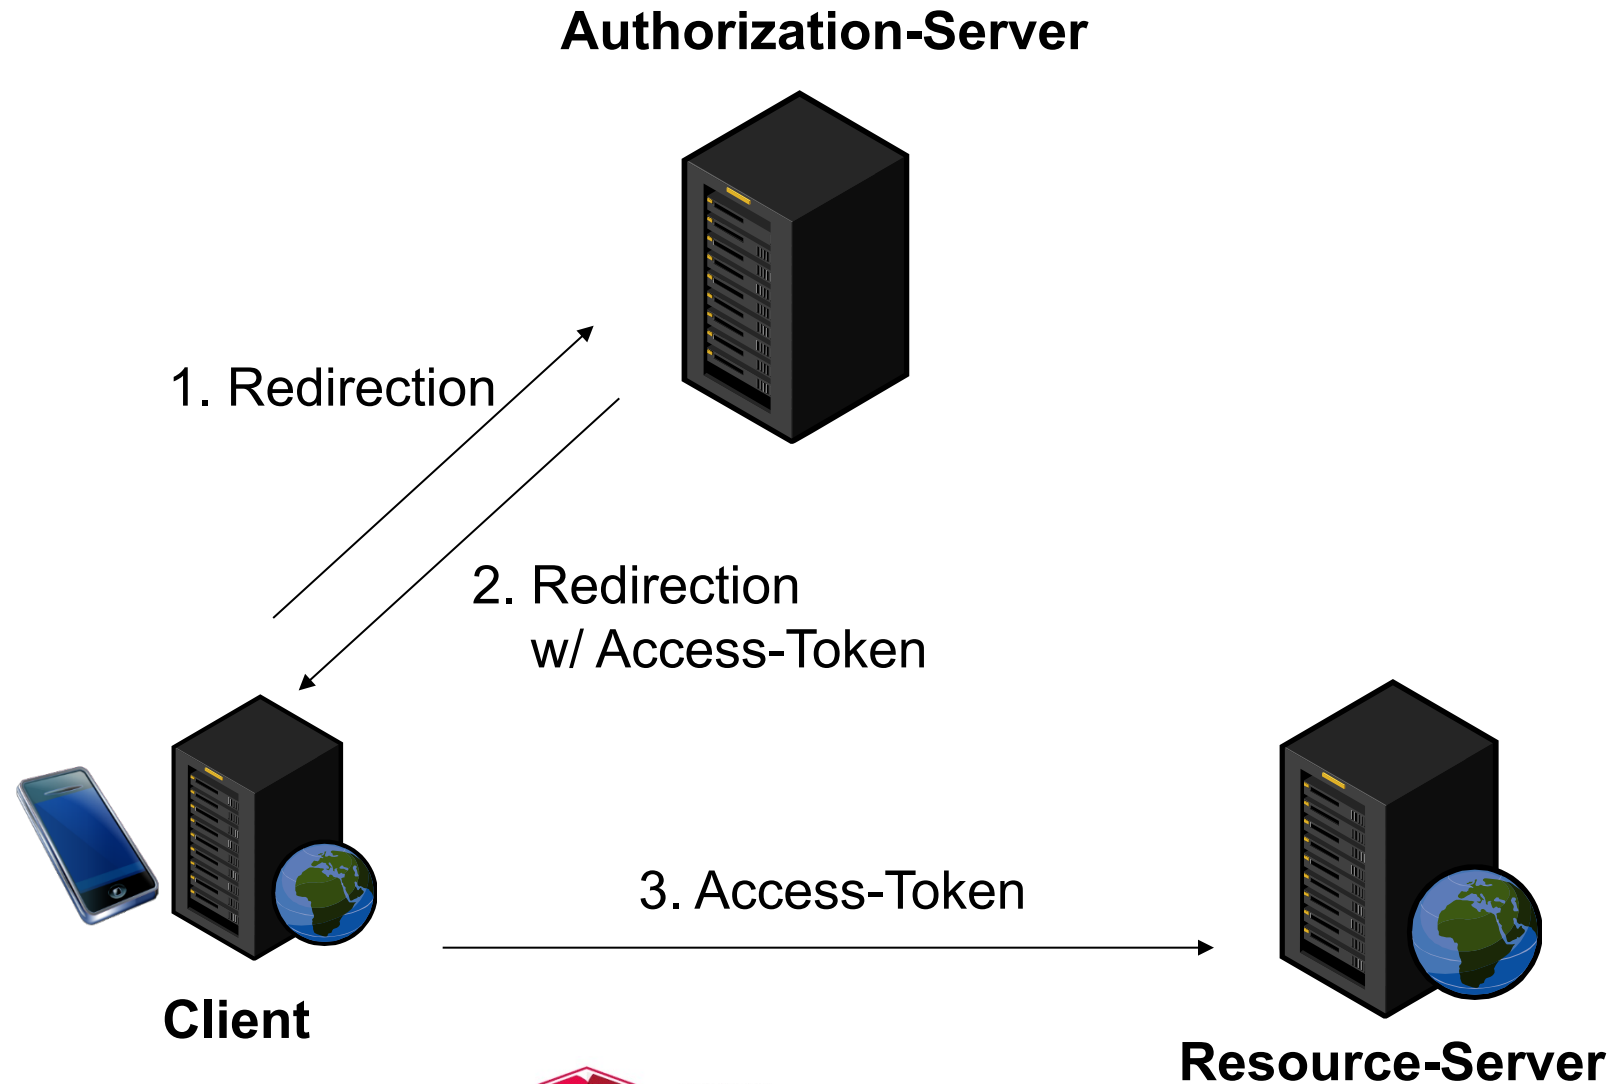 Authorization-Server
1. Redirection
2. Redirection
w/ Access-Token
3. Access-Token
Client
Resource-Server